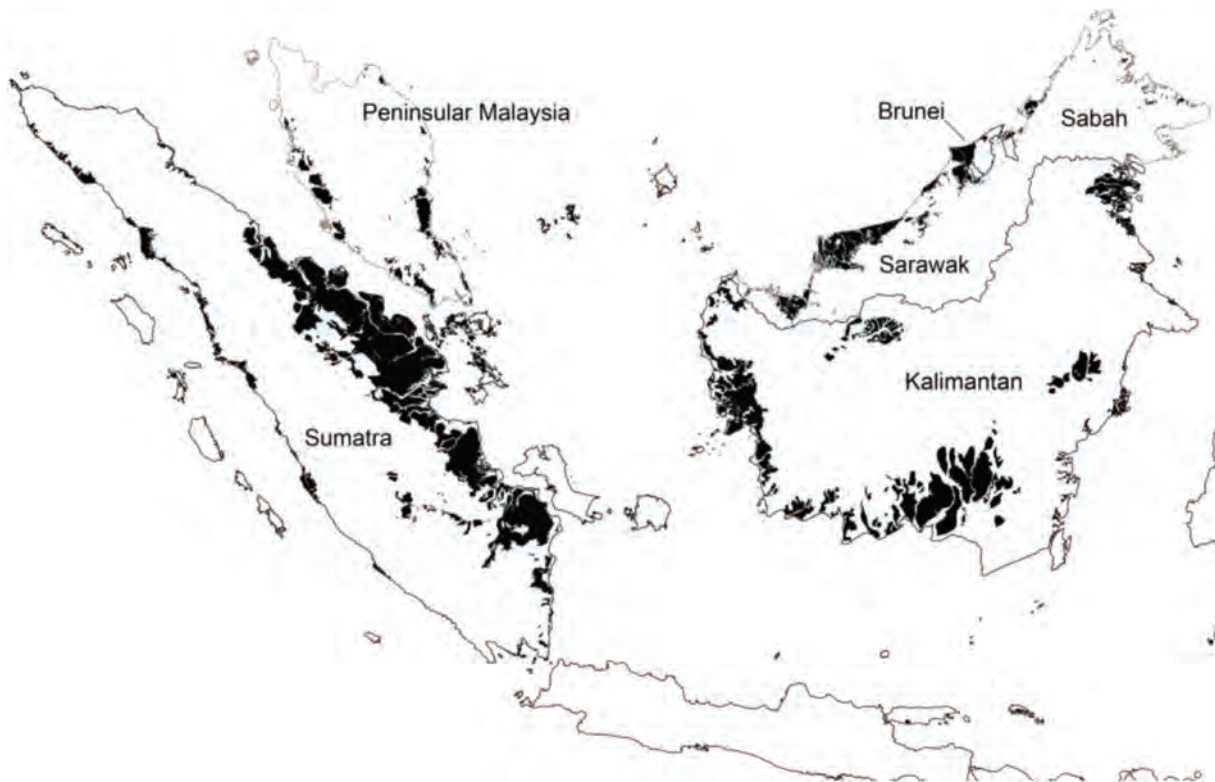 Peninsular Malaysia
Brunei
Sabah
Sarawak
Kalimantan
Sumatra